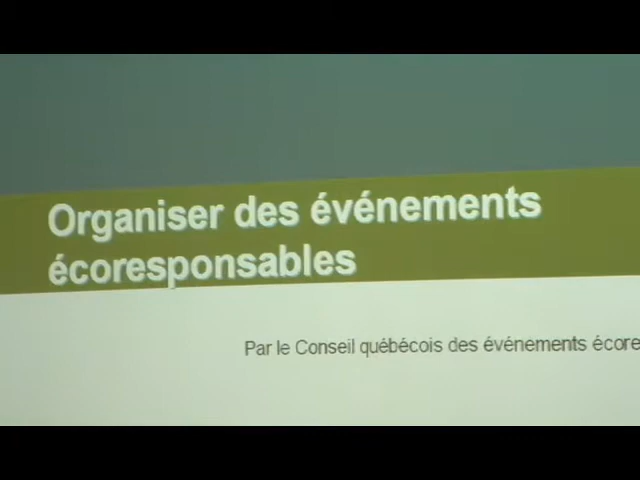 Organiser des événements
écoresponsables
Par le Conseil québécois des événements écore